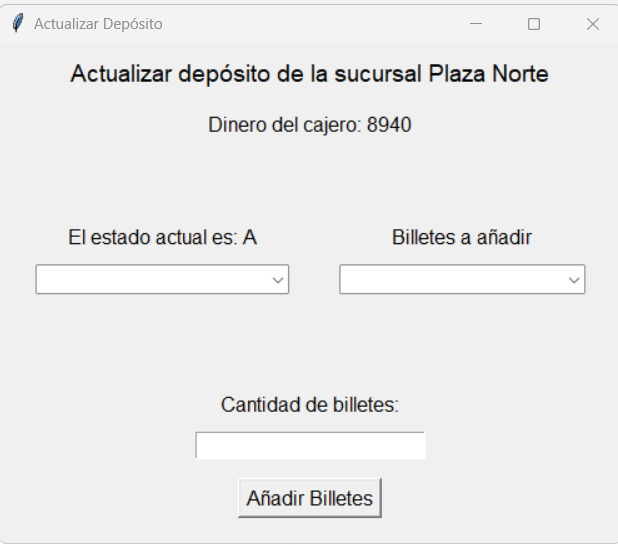 Actualizar Depósito
Actualizar depósito de la sucursal Plaza Norte
Dinero del cajero: 8940
El estado actual es: A
Billetes a añadir
Cantidad de billetes:
Añadir Billetes